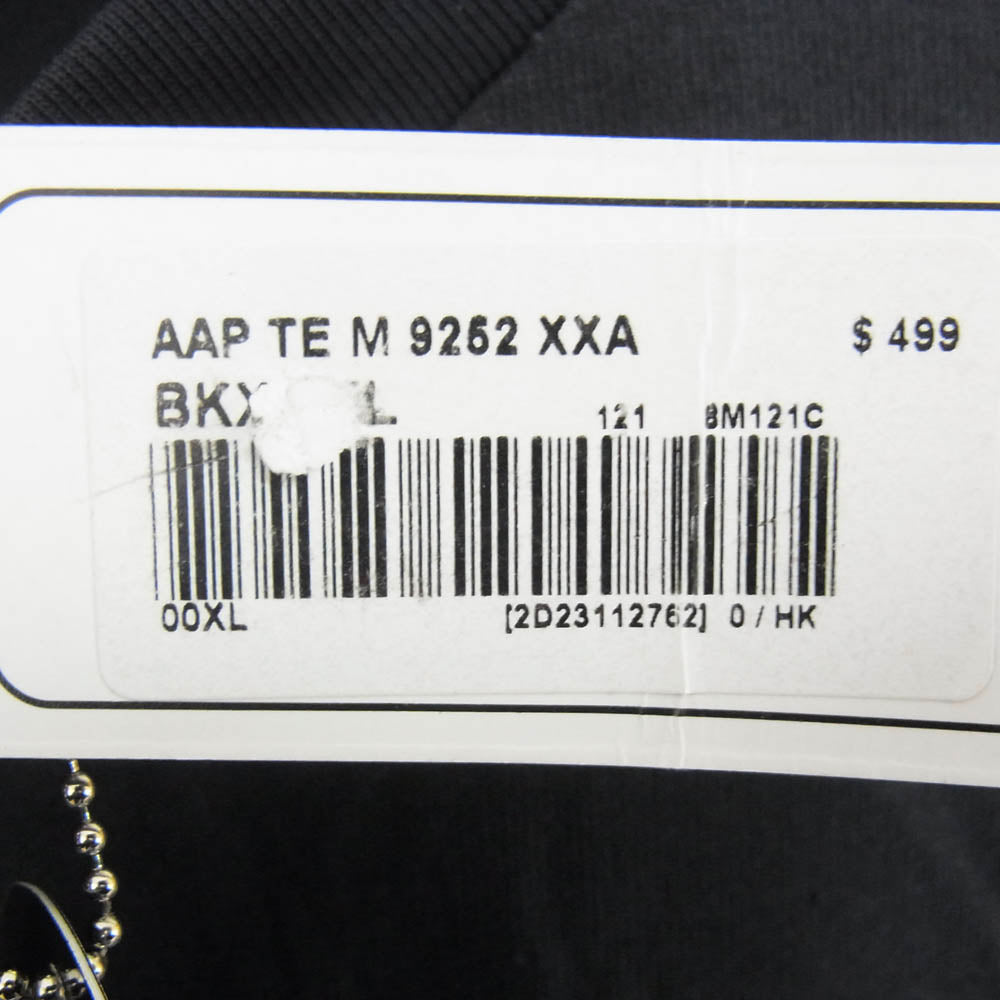 AAP TE M 9252 XXA $ 499
121 8M121C
00XL [2D23112762] 0 / HK